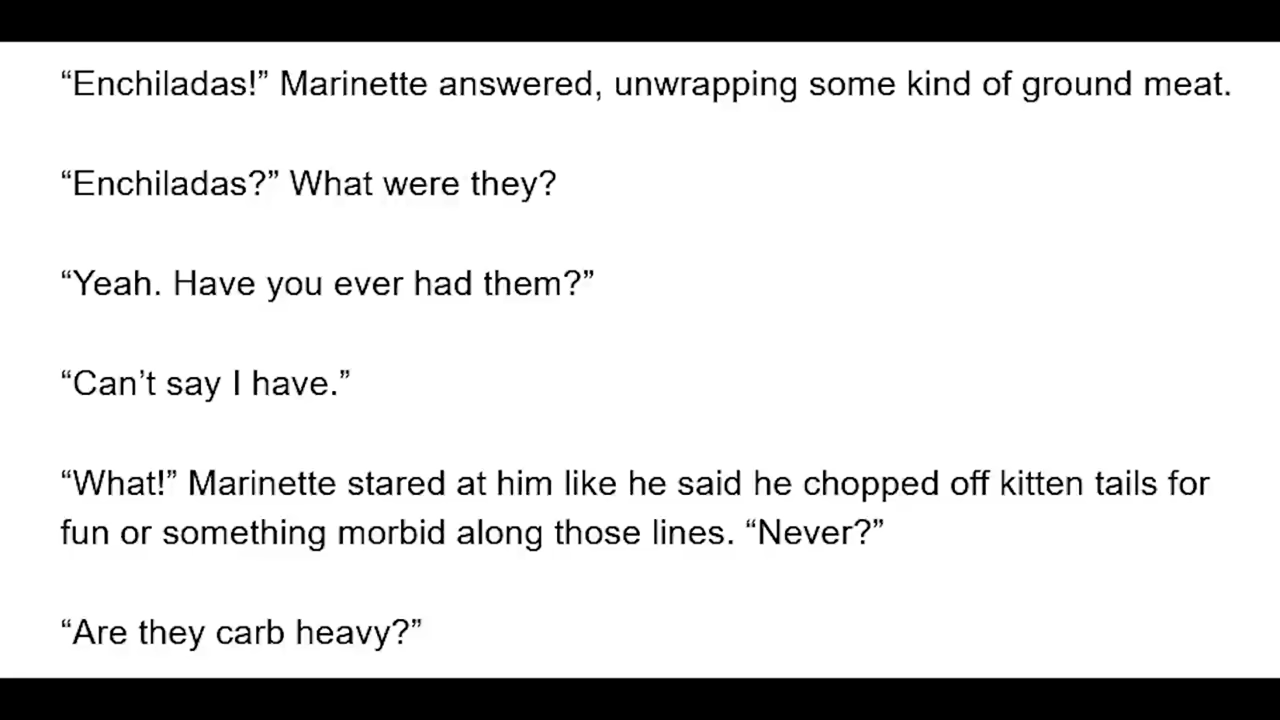 “Enchiladas!” Marinette answered, unwrapping some kind of ground meat.
“Enchiladas?” What were they?
“Yeah. Have you ever had them?”
“Can’t say I have.”
“What!” Marinette stared at him like he said he chopped off kitten tails for
fun or something morbid along those lines. “Never?”
“Are they carb heavy?”